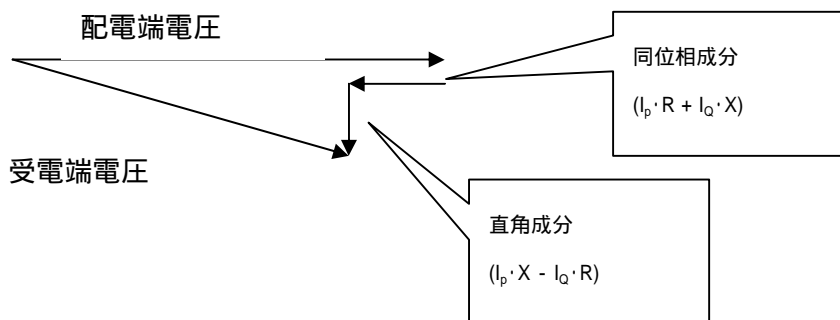 配電端電圧
同位相成分
(Ip･R + IQ･X)
受電端電圧
直角成分
(Ip･X - IQ･R)